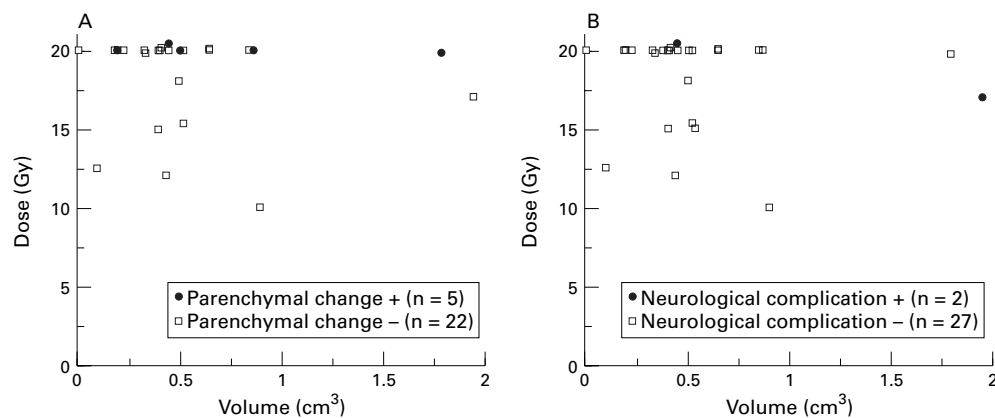 A
20
15
10
5
0
Dose (Gy)
● Parenchymal change + (n = 5)
□ Parenchymal change – (n = 22)
0 0.5 1 1.5 2
Volume (cm³)
B
20
15
10
5
0
Dose (Gy)
● Neurological complication + (n = 2)
□ Neurological complication – (n = 27)
0 0.5 1 1.5 2
Volume (cm³)